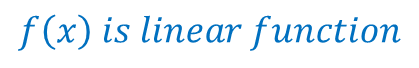 f(x) is linear function